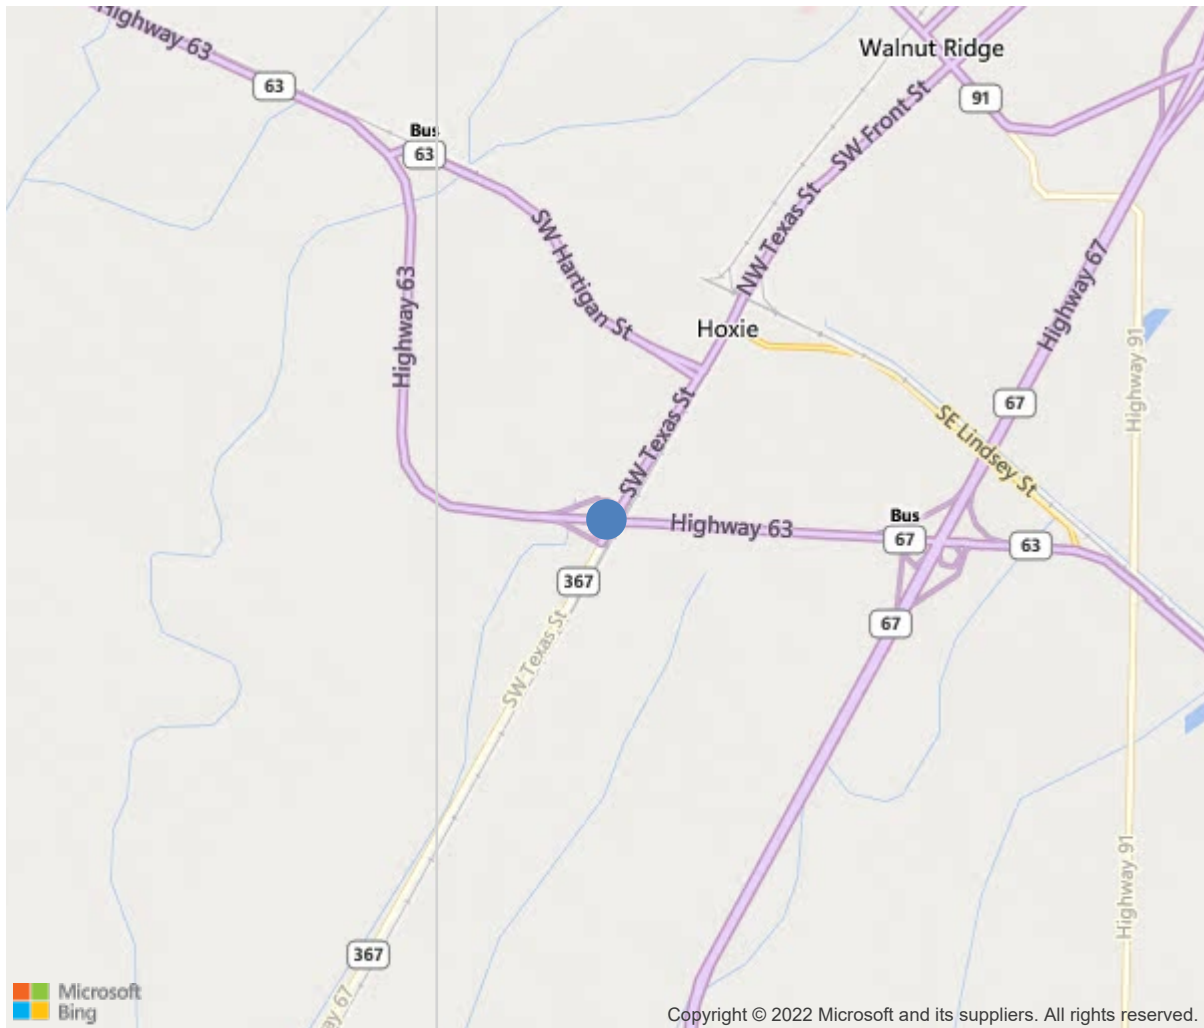 Highway 63
Walnut Ridge
63
91
Bus
63
SW Front St
NW Texas St
SW Hartigan St
Highway 63
Highway 67
Hoxie
Highway 91
67
SW Texas St
SE Lindsey St
Highway 63
Bus
67
63
367
67
SW Texas St
Highway 91
367
ay 67
Microsoft
Bing
Copyright © 2022 Microsoft and its suppliers. All rights reserved.